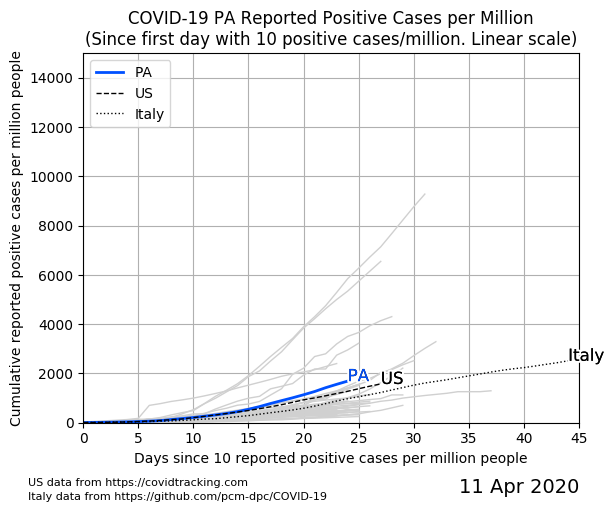 COVID-19 PA Reported Positive Cases per Million
(Since first day with 10 positive cases/million. Linear scale)
Cumulative reported positive cases per million people
14000
12000
10000
8000
6000
4000
2000
0
PA
US
Italy
PA
US
Italy
0 5 10 15 20 25 30 35 40 45
Days since 10 reported positive cases per million people
US data from https://covidtracking.com
Italy data from https://github.com/pcm-dpc/COVID-19
11 Apr 2020